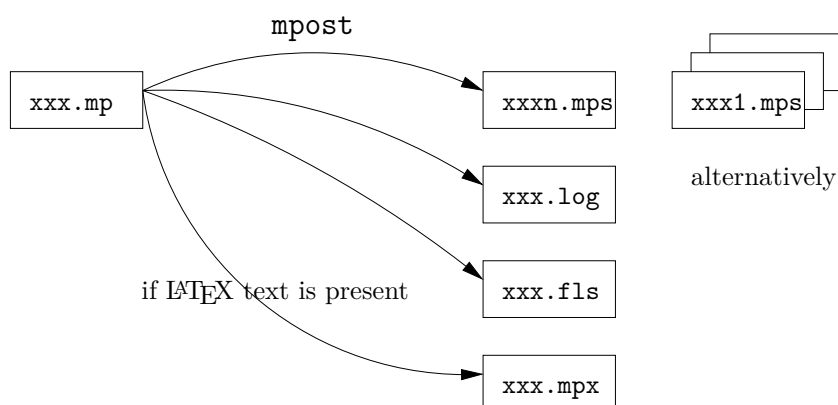 mpost
xxx.mp
xxxn.mps
xxx1.mps
xxx.log
alternatively
if LATEX text is present
xxx.fls
xxx.mpx